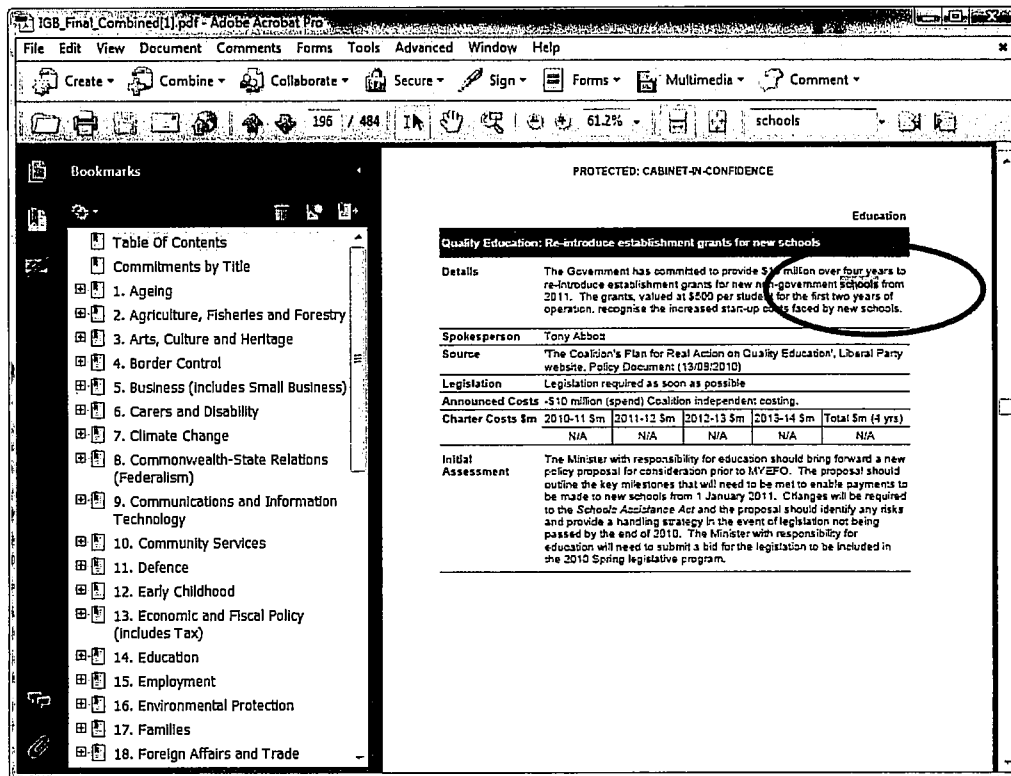 IGB_Final_Combined[1].pdf - Adobe Acrobat Pro
File Edit View Document Comments Forms Tools Advanced Window Help
Create Combine Collaborate Secure Sign Forms Multimedia Comment
196 / 484 61.2% schools
Bookmarks
Table Of Contents
Commitments by Title
1. Ageing
2. Agriculture, Fisheries and Forestry
3. Arts, Culture and Heritage
4. Border Control
5. Business (Includes Small Business)
6. Carers and Disability
7. Climate Change
8. Commonwealth-State Relations
(Federalism)
9. Communications and Information
Technology
10. Community Services
11. Defence
12. Early Childhood
13. Economic and Fiscal Policy
(includes Tax)
14. Education
15. Employment
16. Environmental Protection
17. Families
18. Foreign Affairs and Trade
PROTECTED: CABINET-IN-CONFIDENCE
Education
Quality Education: Re-introduce establishment grants for new schools
Details The Government has committed to provide million over four years to
re-introduce establishment grants for new non-government schools from
2011. The grants, valued at $500 per student for the first two years of
operation, recognise the increased start-up costs faced by new schools.
Spokesperson Tony Abbott
Source 'The Coalition's Plan for Real Action on Quality Education', Liberal Party
website, Policy Document (13/09/2010)
Legislation Legislation required as soon as possible
Announced Costs -$10 million (spend) Coalition independent costing.
Charter Costs $m 2010-11 $m 2011-12 $m 2012-13 $m 2013-14 $m Total $m (4 yrs)
N/A N/A N/A N/A N/A
Initial The Minister with responsibility for education should bring forward a new
Assessment policy proposal for consideration prior to MYEFO. The proposal should
outline the key milestones that will need to be met to enable payments to
be made to new schools from 1 January 2011. Changes will be required
to the Schools Assistance Act and the proposal should identify any risks
and provide a handling strategy in the event of legislation not being
passed by the end of 2010. The Minister with responsibility for
education will need to submit a bid for the legislation to be included in
the 2010 Spring legislative program.